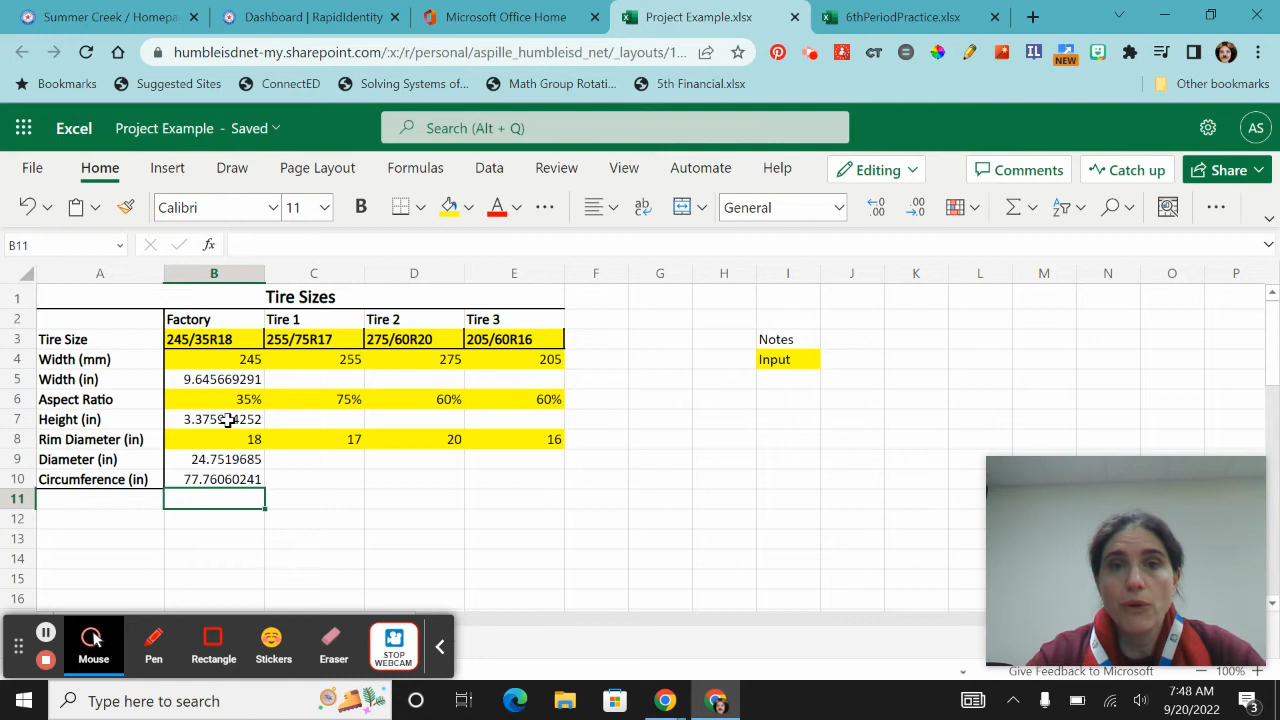 Summer Creek / Homepa
Dashboard | RapidIdentity
Microsoft Office Home
Project Example.xlsx
6thPeriodPractice.xlsx
humbleisdnet-my.sharepoint.com/:x:/r/personal/aspille_humbleisd_net/_layouts/1...
NEW
Bookmarks
Suggested Sites
ConnectED
Solving Systems of...
Math Group Rotati...
5th Financial.xlsx
Other bookmarks
Excel
Project Example - Saved
Search (Alt + Q)
AS
File Home Insert Draw Page Layout Formulas Data Review View Automate Help
Editing
Comments
Catch up
Share
Calibri 11 B A ab General
B11
fx
A B C D E F G H I J K L M N O P
1 Tire Sizes
2 Factory Tire 1 Tire 2 Tire 3
3 Tire Size 245/35R18 255/75R17 275/60R20 205/60R16 Notes
4 Width (mm) 245 255 275 205 Input
5 Width (in) 9.645669291
6 Aspect Ratio 35% 75% 60% 60%
7 Height (in)
8 Rim Diameter (in) 18 17 20 16
9 Diameter (in) 24.7519685
10 Circumference (in) 77.76060241
11
12
13
14
15
16
Mouse
Pen
Rectangle
Stickers
Eraser
STOP
WEBCAM
Give Feedback to Microsoft
100%
Type here to search
7:48 AM
9/20/2022
3